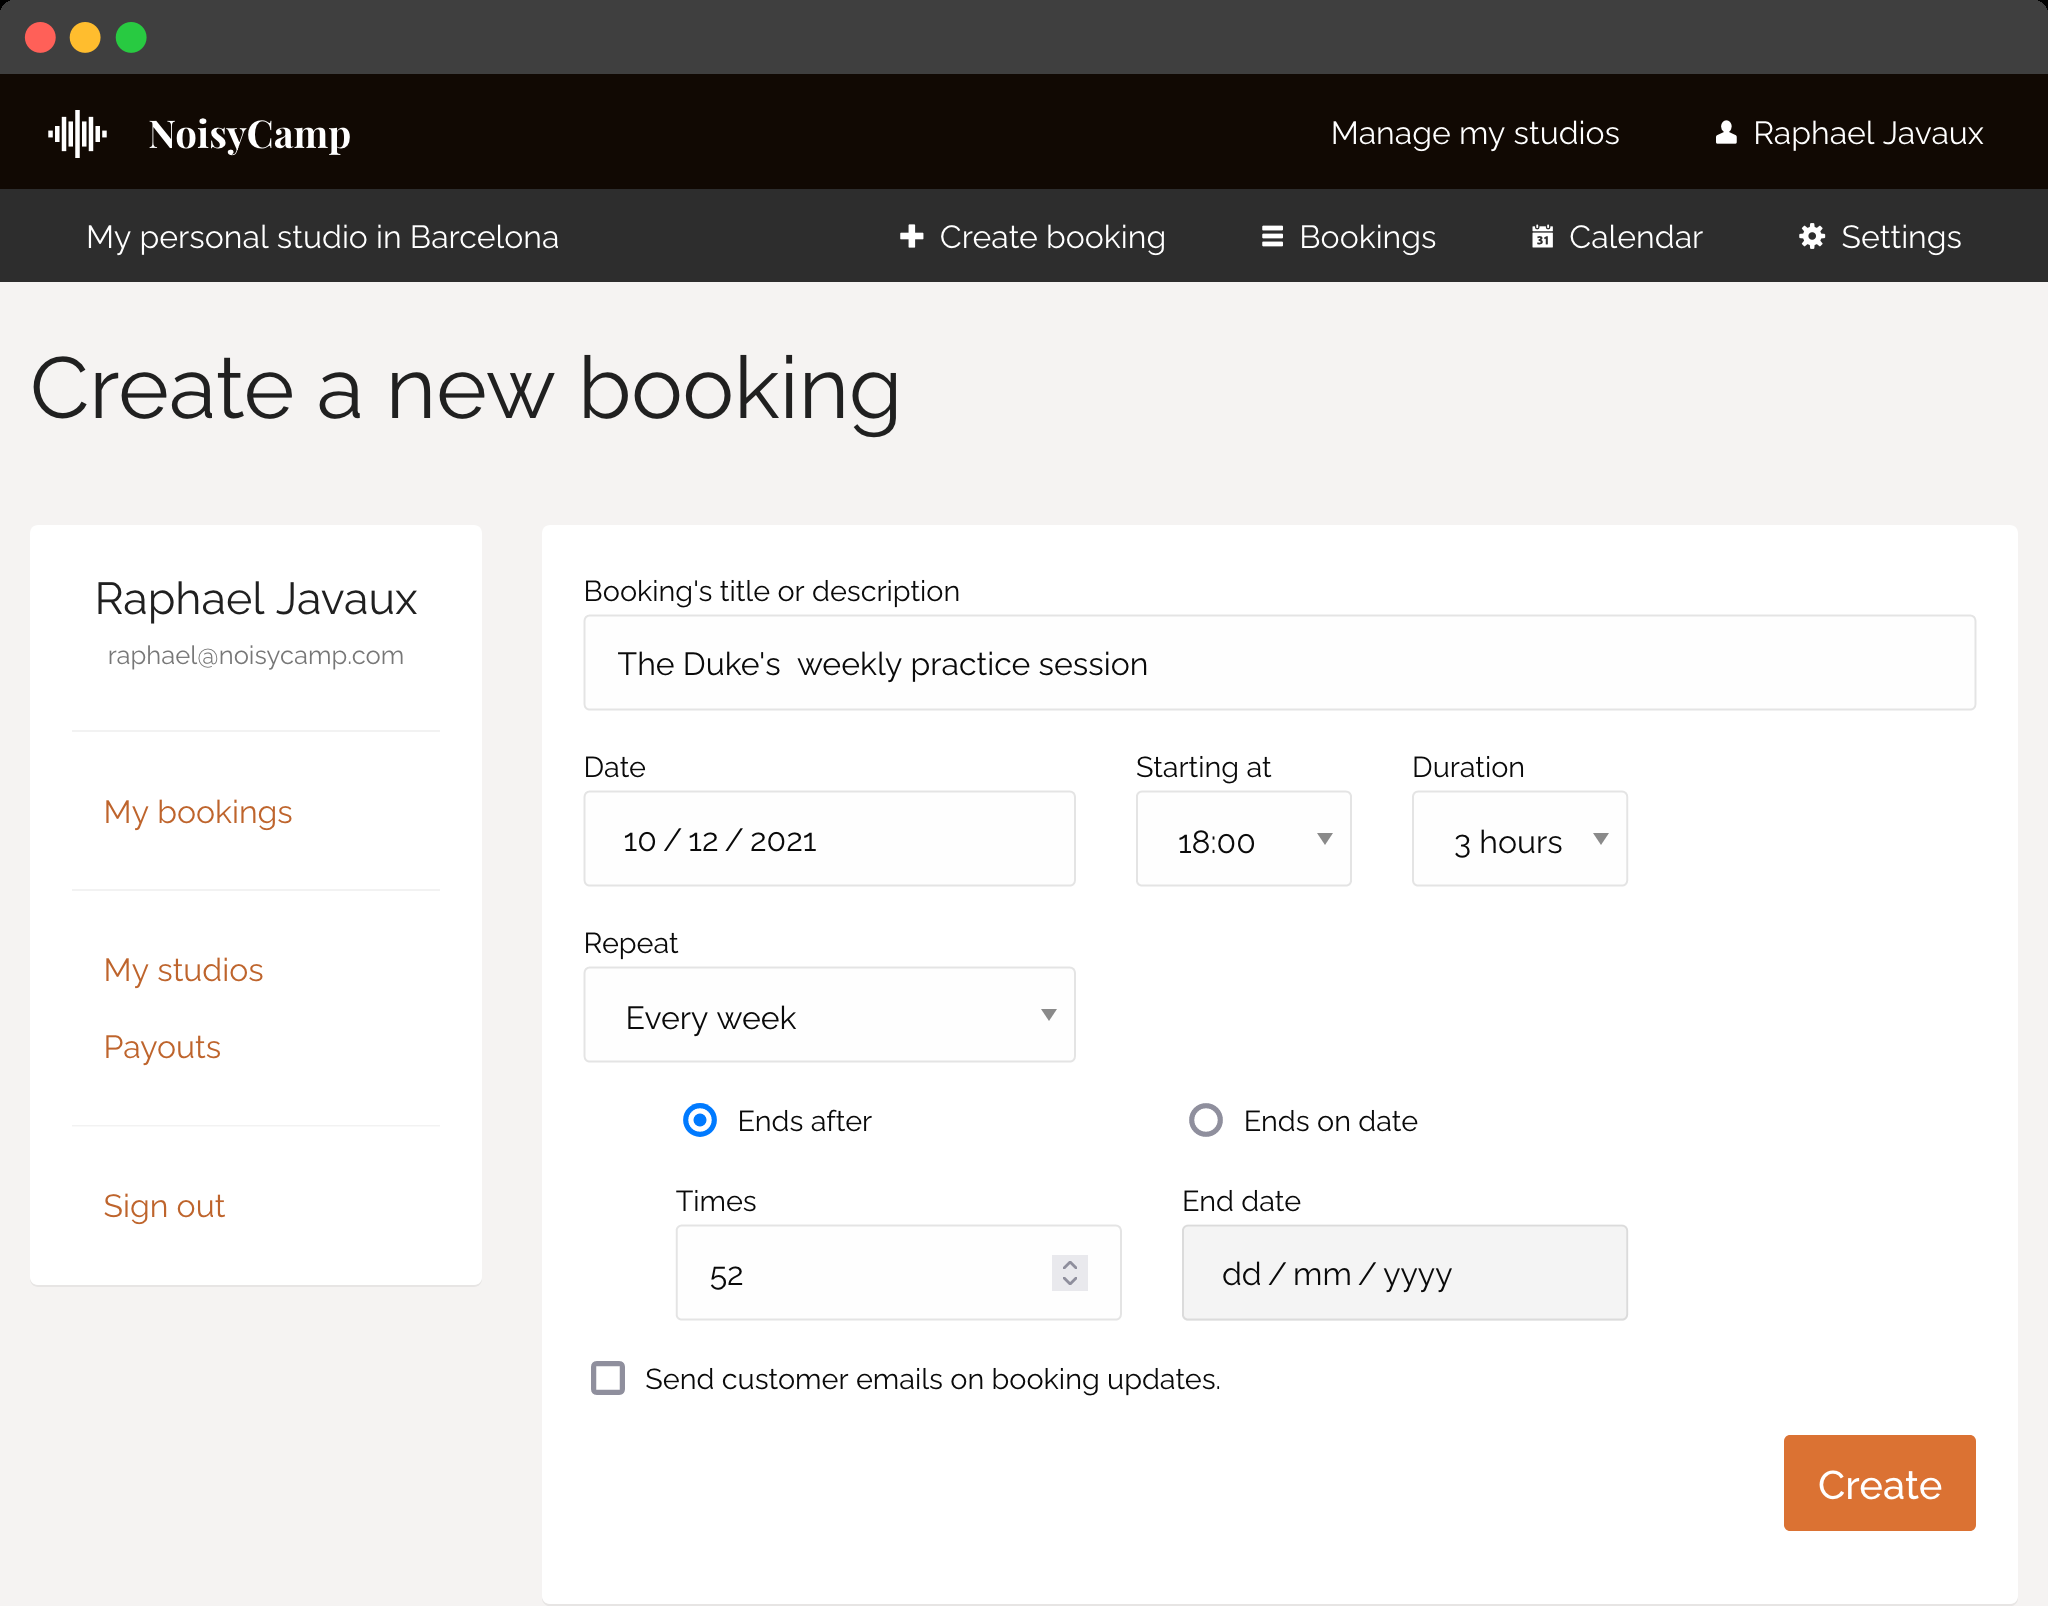 NoisyCamp
Manage my studios
Raphael Javaux
My personal studio in Barcelona
Create booking
Bookings
31
Calendar
Settings
Create a new booking
Raphael Javaux
raphael@noisycamp.com
My bookings
My studios
Payouts
Sign out
Booking's title or description
The Duke's  weekly practice session
Date
Starting at
Duration
10 / 12 / 2021
18:00
3 hours
Repeat
Every week
Ends after
Ends on date
Times
End date
52
dd / mm / yyyy
Send customer emails on booking updates.
Create